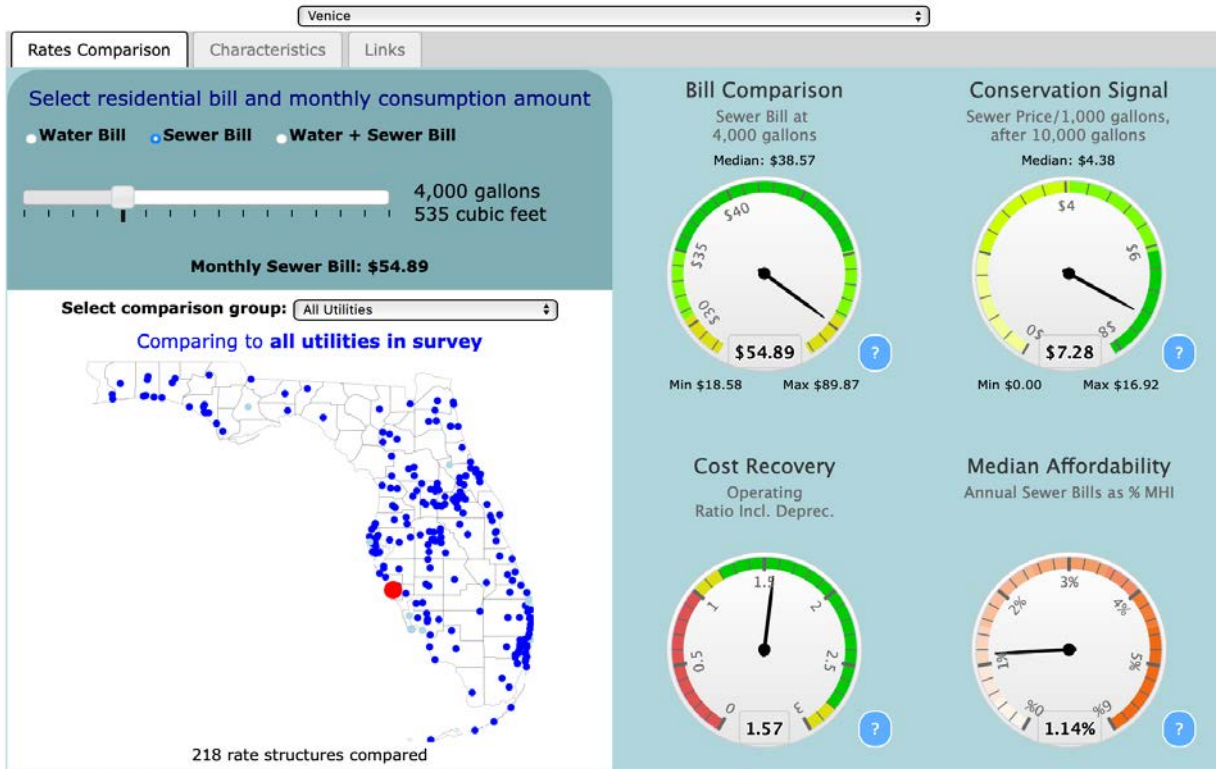 Venice
Rates Comparison
Characteristics
Links
Select residential bill and monthly consumption amount
Water Bill
Sewer Bill
Water + Sewer Bill
4,000 gallons
535 cubic feet
Monthly Sewer Bill: $54.89
Select comparison group: All Utilities
Comparing to all utilities in survey
218 rate structures compared
Bill Comparison
Sewer Bill at
4,000 gallons
Median: $38.57
$30
$35
$40
$54.89
?
Min $18.58
Max $89.87
Conservation Signal
Sewer Price/1,000 gallons,
after 10,000 gallons
Median: $4.38
$0
$4
$6
$8
$7.28
?
Min $0.00
Max $16.92
Cost Recovery
Operating
Ratio Incl. Deprec.
0
0.5
1
1.5
2
2.5
3
1.57
?
Median Affordability
Annual Sewer Bills as % MHI
0%
1%
2%
3%
4%
5%
6%
1.14%
?